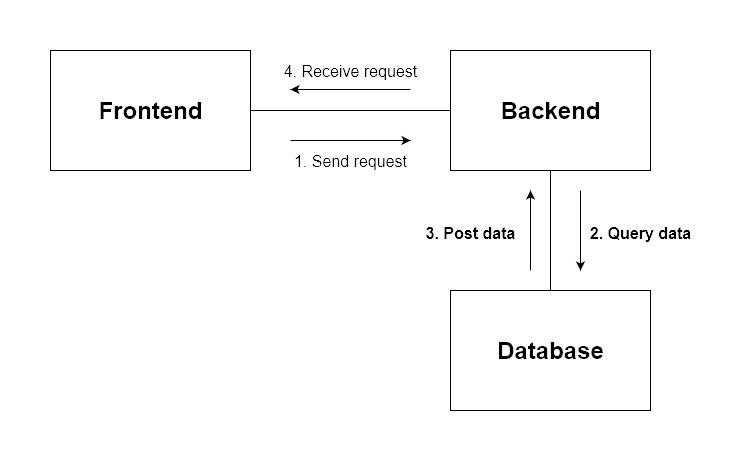 4. Receive request
Frontend
Backend
1. Send request
3. Post data
2. Query data
Database